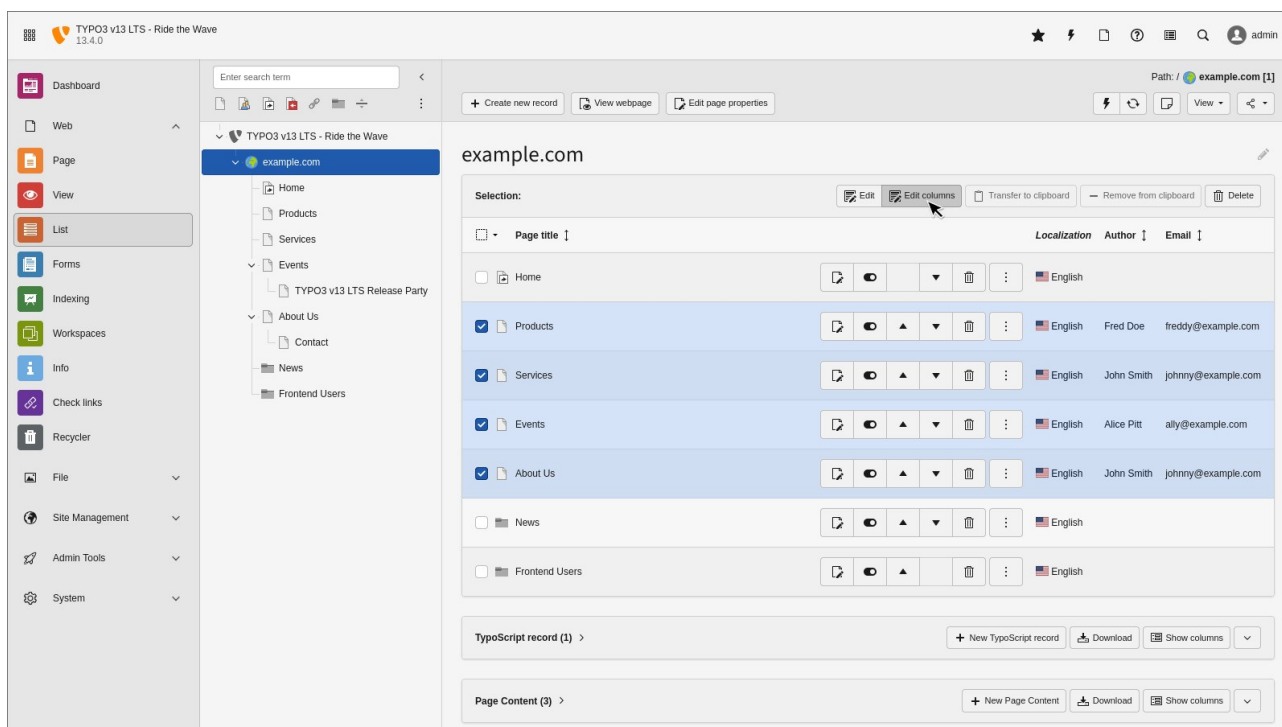 TYPO3 v13 LTS - Ride the Wave
13.4.0
admin
Dashboard
Web
Page
View
List
Forms
Indexing
Workspaces
Info
Check links
Recycler
File
Site Management
Admin Tools
System
Enter search term
TYPO3 v13 LTS - Ride the Wave
example.com
Home
Products
Services
Events
TYPO3 v13 LTS Release Party
About Us
Contact
News
Frontend Users
Path: / example.com [1]
+ Create new record View webpage Edit page properties View
example.com
Selection: Edit Edit columns Transfer to clipboard Remove from clipboard Delete
Page title Localization Author Email
Home English
Products English Fred Doe freddy@example.com
Services English John Smith johnny@example.com
Events English Alice Pitt ally@example.com
About Us English John Smith johnny@example.com
News English
Frontend Users English
TypoScript record (1) + New TypoScript record Download Show columns
Page Content (3) + New Page Content Download Show columns